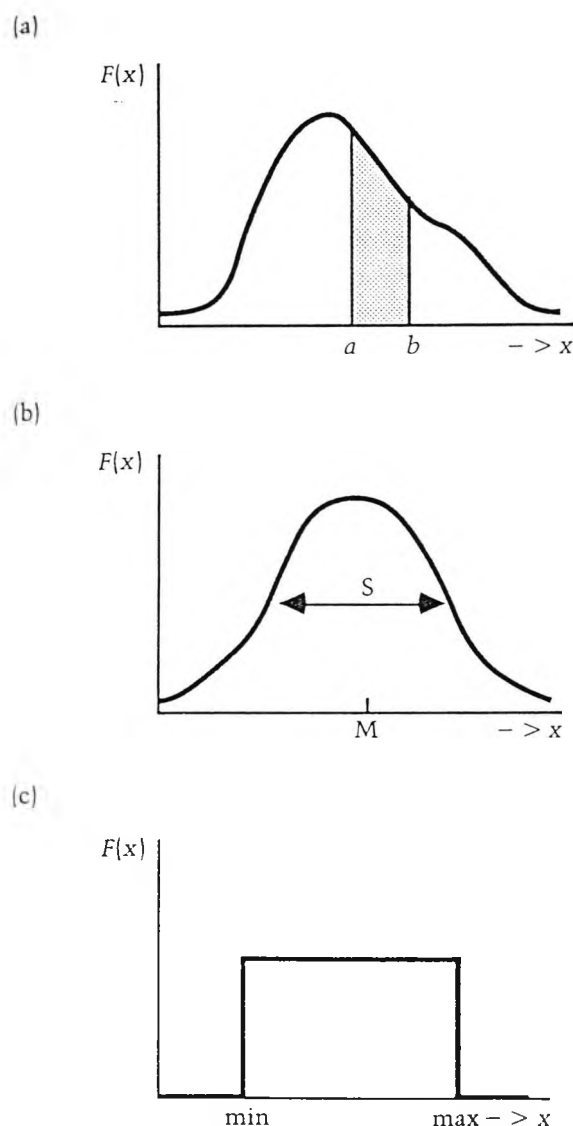 (a)
F(x)
a b – > x
(b)
F(x)
S
M – > x
(c)
F(x)
min max – > x